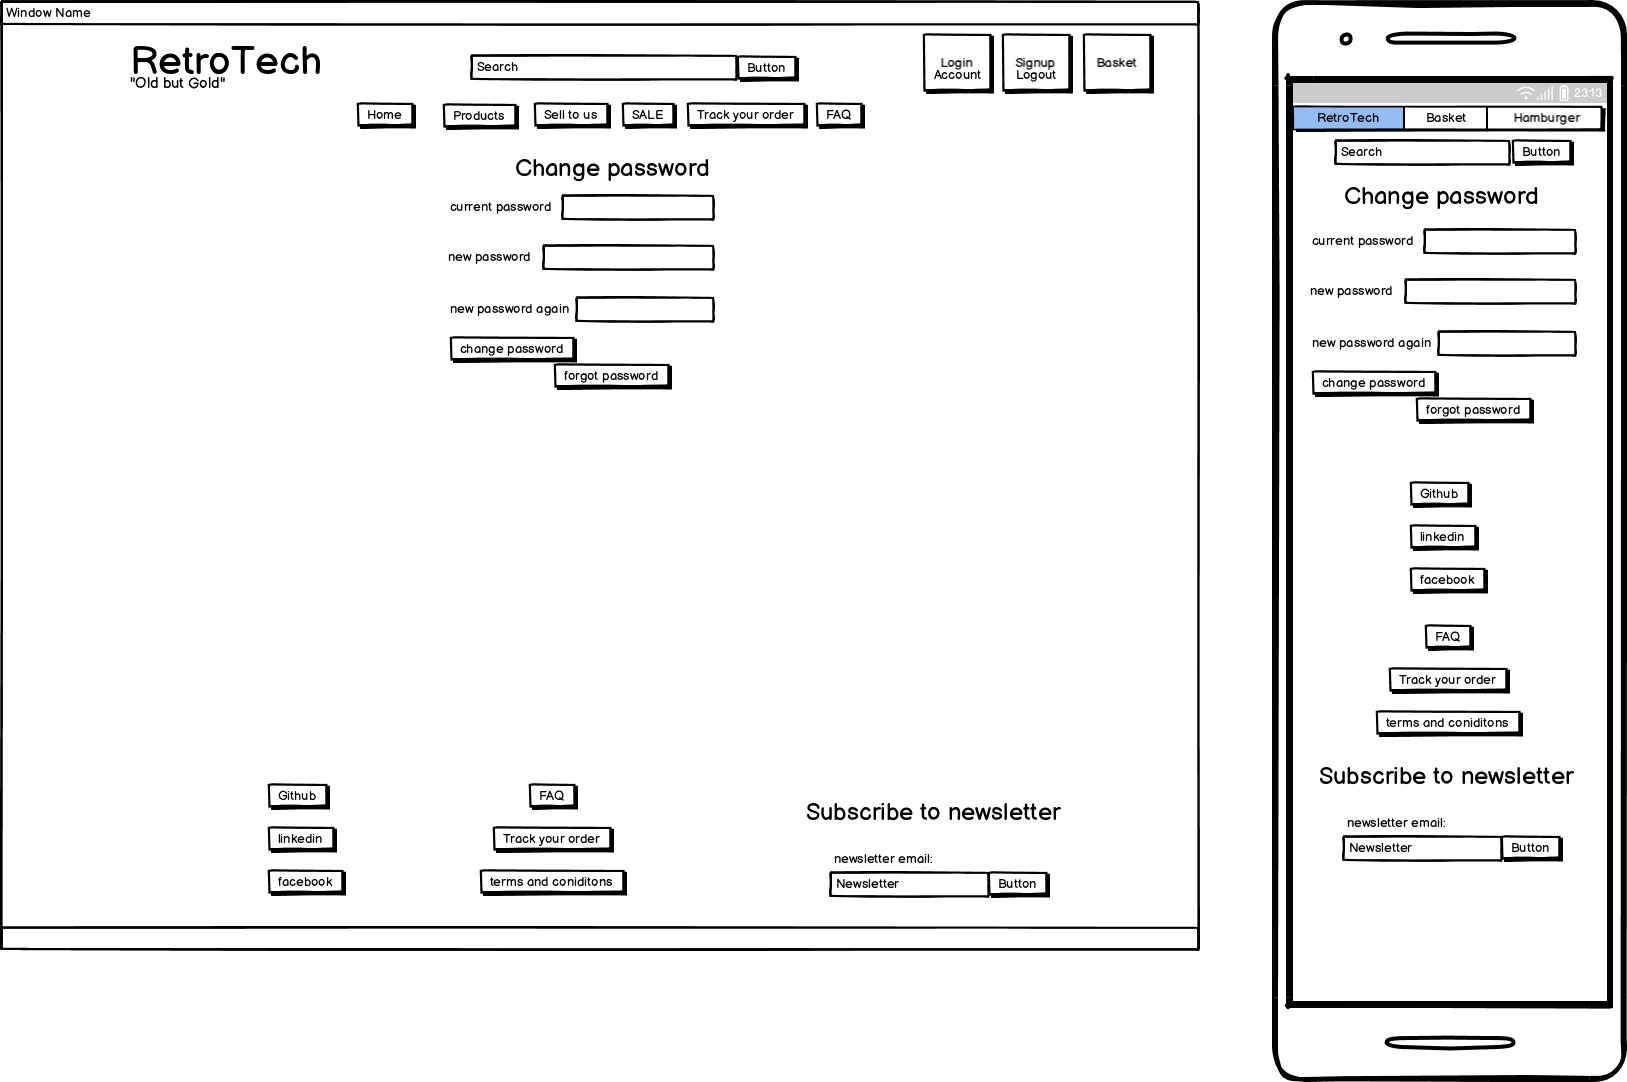 Window Name
RetroTech
"Old but Gold"
Search
Button
Login
Account
Signup
Logout
Basket
Home
Products
Sell to us
SALE
Track your order
FAQ
Change password
current password
new password
new password again
change password
forgot password
Github
linkedin
facebook
FAQ
Track your order
terms and coniditons
Subscribe to newsletter
newsletter email:
Newsletter
Button
23:13
RetroTech
Basket
Hamburger
Search
Button
Change password
current password
new password
new password again
change password
forgot password
Github
linkedin
facebook
FAQ
Track your order
terms and coniditons
Subscribe to newsletter
newsletter email:
Newsletter
Button